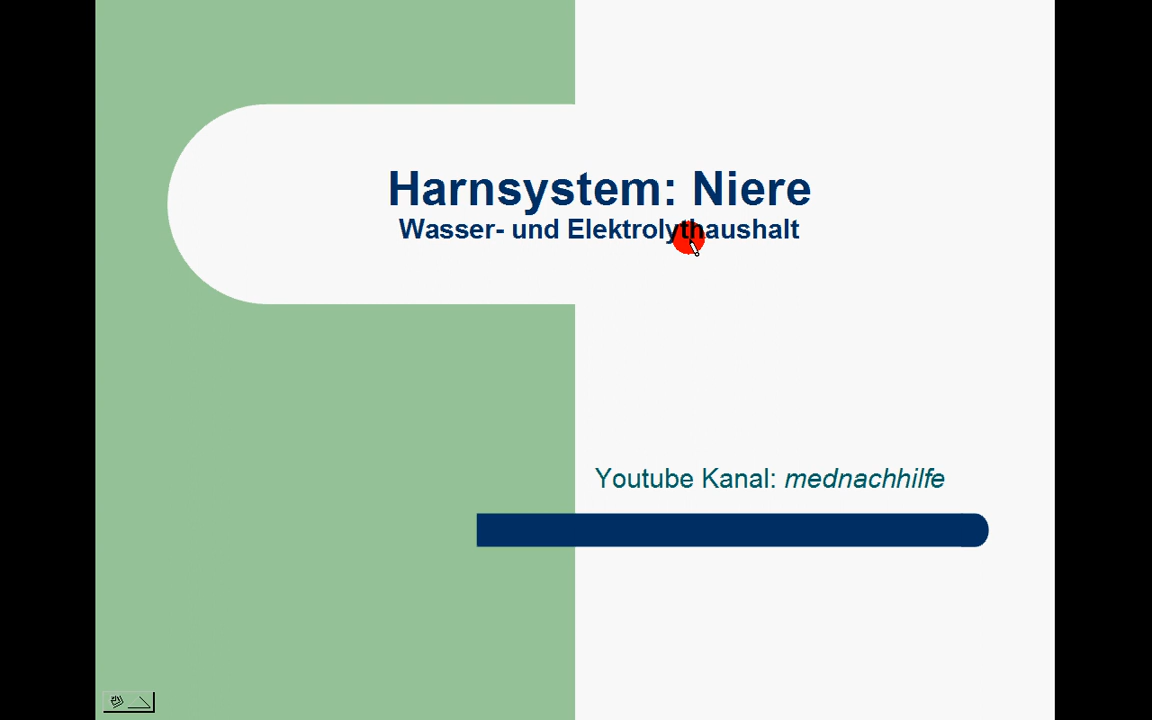 Harnsystem: Niere
Wasser- und Elektrolythaushalt
Youtube Kanal: mednachhilfe